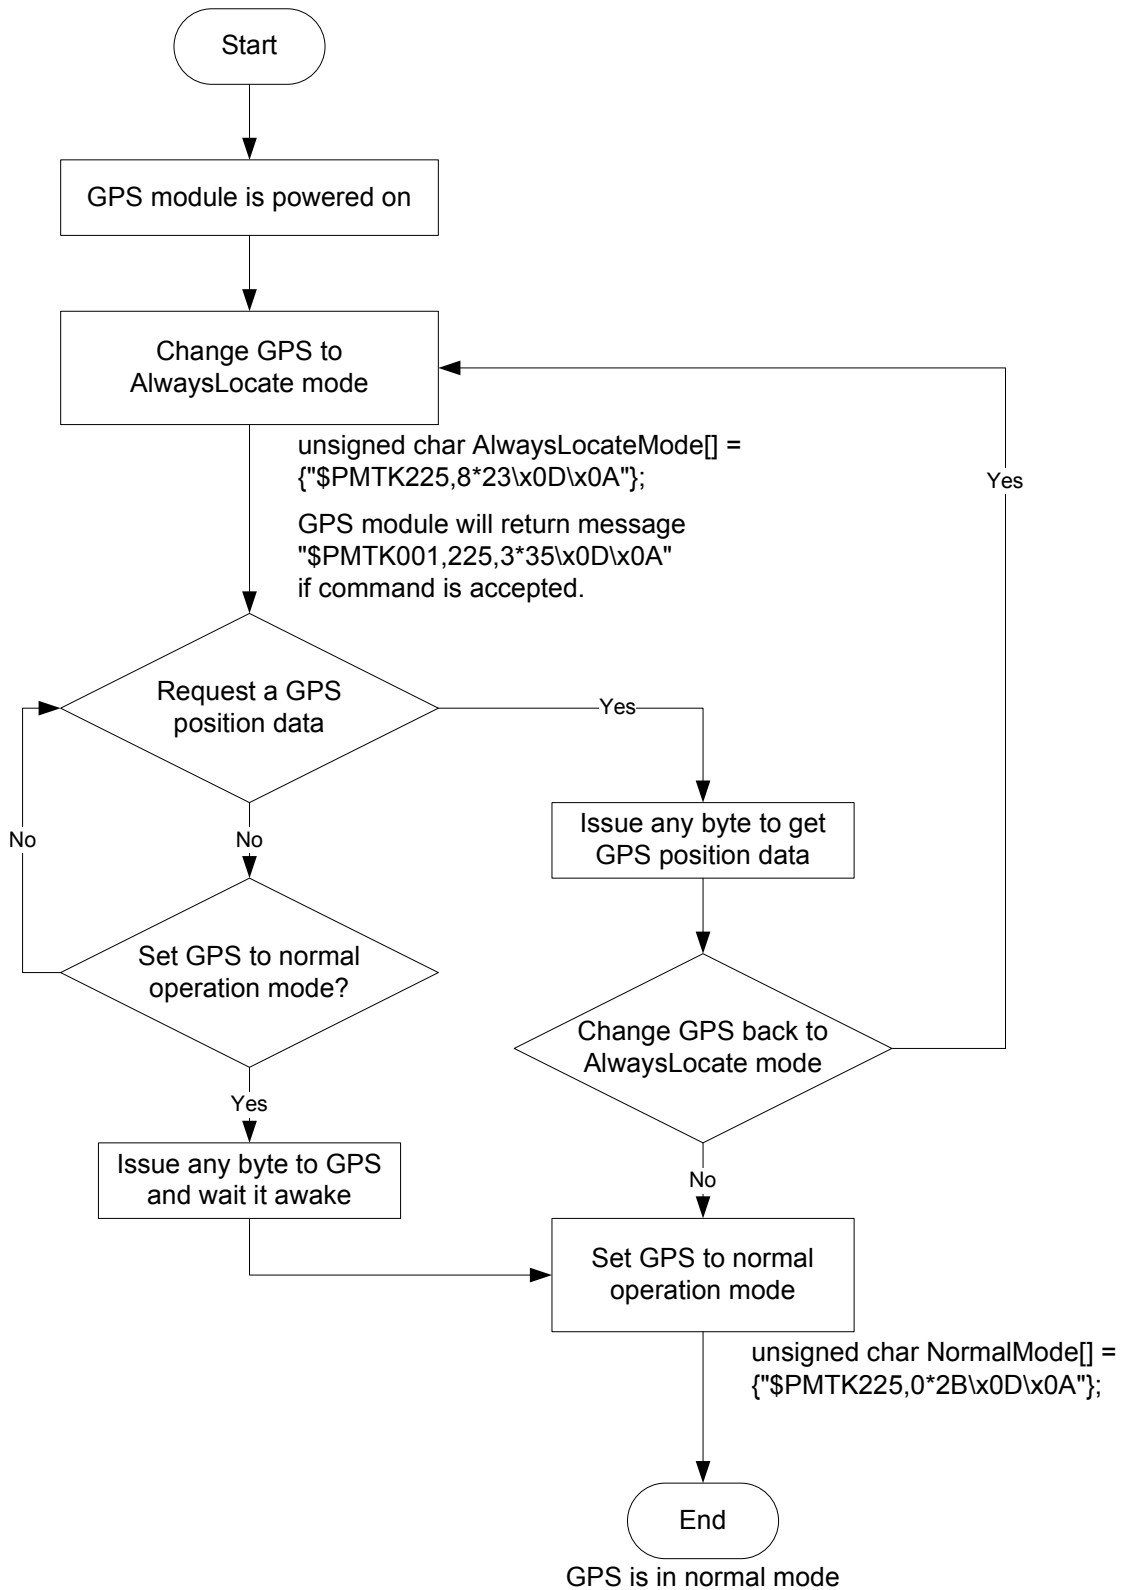 Start
GPS module is powered on
Change GPS to
AlwaysLocate mode
unsigned char AlwaysLocateMode[] =
{"$PMTK225,8*23\x0D\x0A"};
GPS module will return message
"$PMTK001,225,3*35\x0D\x0A"
if command is accepted.
Yes
Request a GPS
position data
Yes
No
No
Issue any byte to get
GPS position data
Set GPS to normal
operation mode?
Change GPS back to
AlwaysLocate mode
Yes
Issue any byte to GPS
and wait it awake
No
Set GPS to normal
operation mode
unsigned char NormalMode[] =
{"$PMTK225,0*2B\x0D\x0A"};
End
GPS is in normal mode